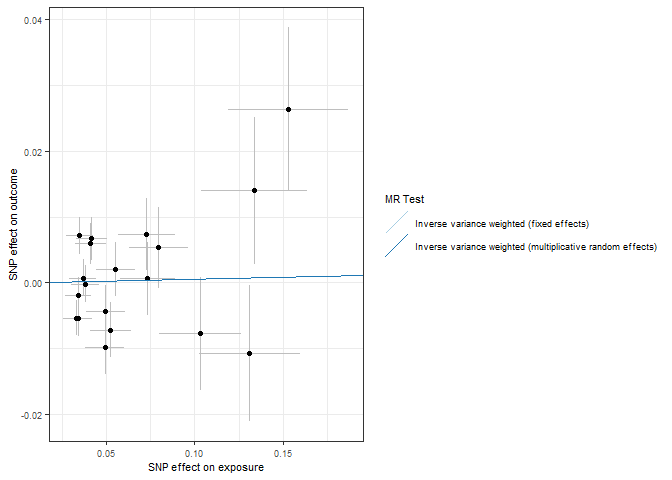 0.04
0.02
0.00
-0.02
SNP effect on outcome
0.05
0.10
0.15
SNP effect on exposure
MR Test
Inverse variance weighted (fixed effects)
Inverse variance weighted (multiplicative random effects)